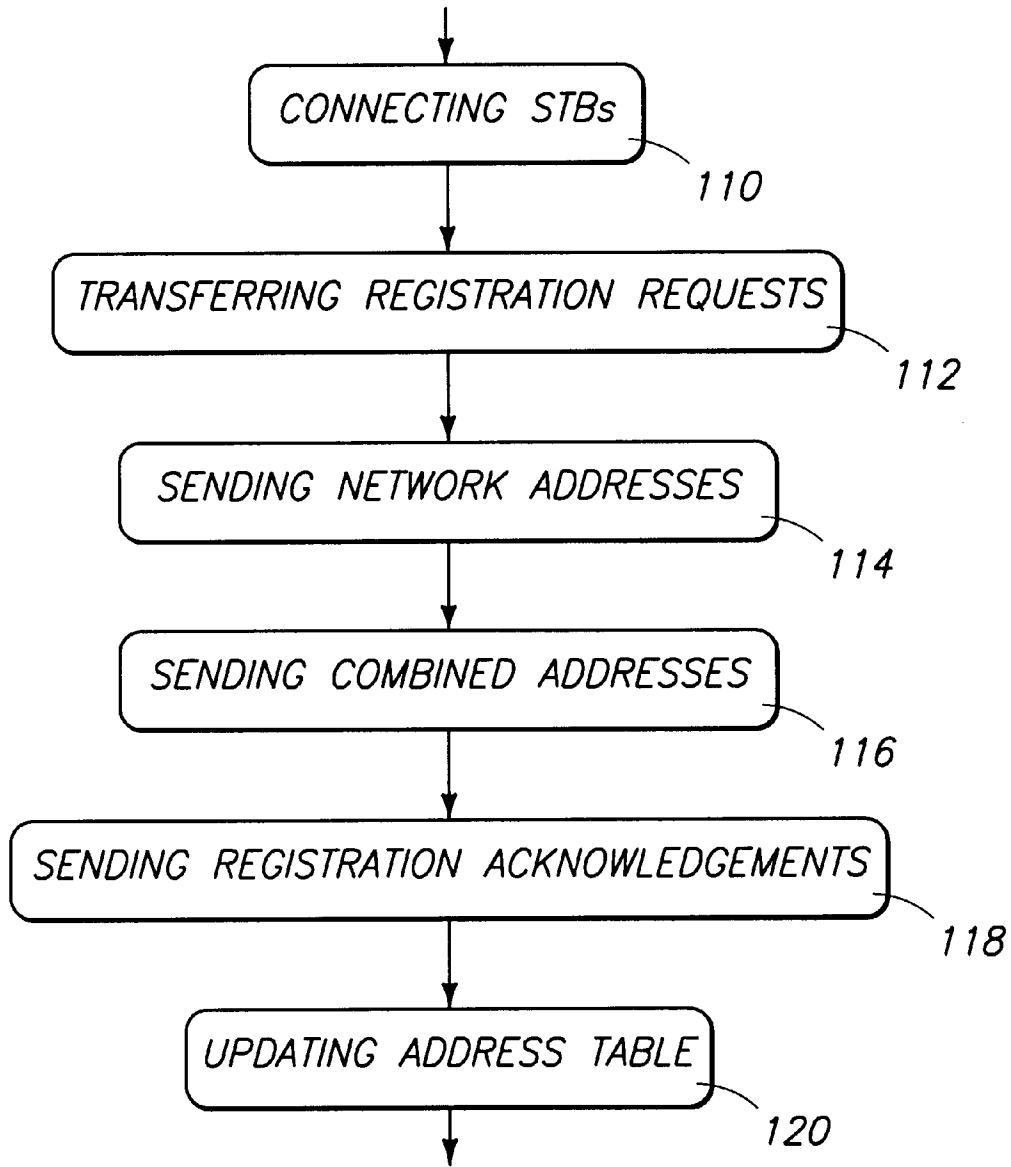 CONNECTING STBs
110
TRANSFERRING REGISTRATION REQUESTS
112
SENDING NETWORK ADDRESSES
114
SENDING COMBINED ADDRESSES
116
SENDING REGISTRATION ACKNOWLEDGEMENTS
118
UPDATING ADDRESS TABLE
120